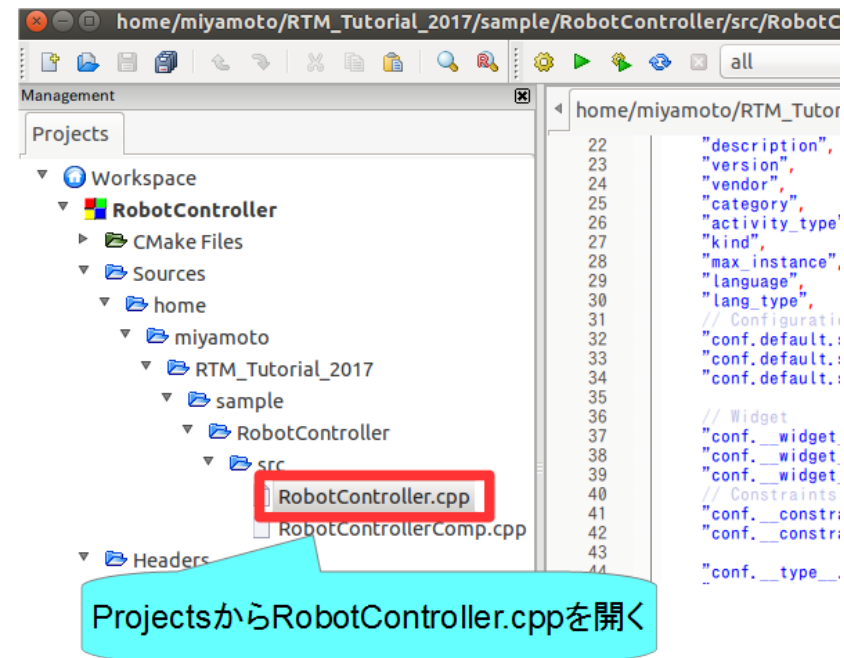 home/miyamoto/RTM_Tutorial_2017/sample/RobotController/src/RobotC
all
Management
Projects
Workspace
RobotController
CMake Files
Sources
home
miyamoto
RTM_Tutorial_2017
sample
RobotController
src
RobotController.cpp
RobotControllerComp.cpp
Headers
home/miyamoto/RTM_Tutor
22 "description",
23 "version",
24 "vendor",
25 "category",
26 "activity_type"
27 "kind",
28 "max_instance",
29 "language",
30 "lang_type",
31 // Configuratio
32 "conf.default.s
33 "conf.default.s
34 "conf.default.s
35
36 // Widget
37 "conf.__widget_
38 "conf.__widget_
39 "conf.__widget_
40 // Constraints
41 "conf.__constra
42 "conf.__constra
43
44 "conf.__type__.
ProjectsからRobotController.cppを開く